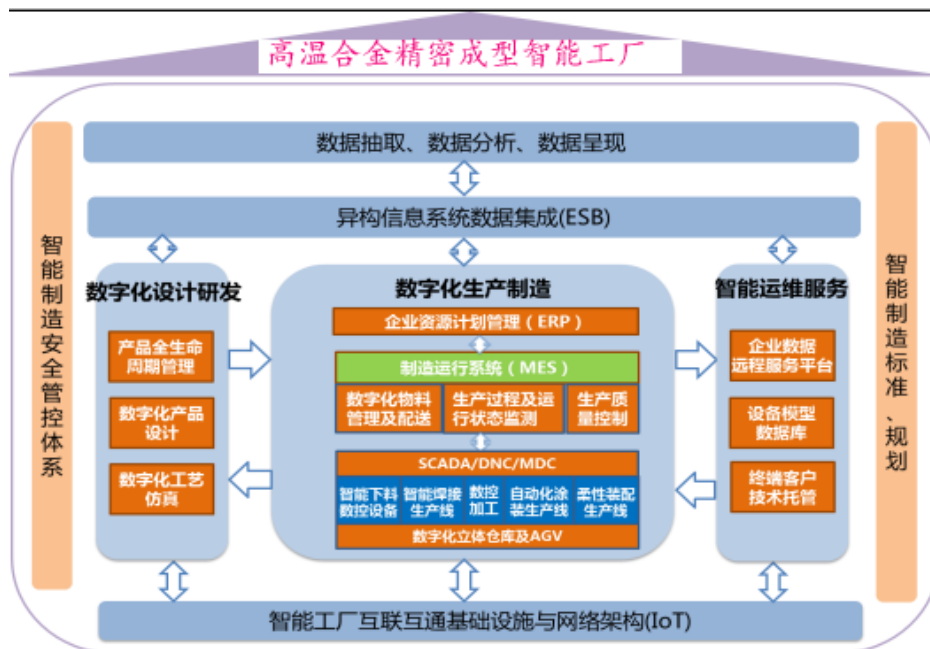 高温合金精密成型智能工厂
数据抽取、数据分析、数据呈现
异构信息系统数据集成(ESB)
智能制造安全管控体系
数字化设计研发
产品全生命
周期管理
数字化产品
设计
数字化工艺
仿真
数字化生产制造
企业资源计划管理（ERP）
制造运行系统（MES）
数字化物料
管理及配送
生产过程及运
行状态监测
生产质
量控制
SCADA/DNC/MDC
智能下料
数控设备
智能焊接
生产线
数控
加工
自动化涂
装生产线
柔性装配
生产线
数字化立体仓库及AGV
智能运维服务
企业数据
远程服务平台
设备模型
数据库
终端客户
技术托管
智能制造标准、规划
智能工厂互联互通基础设施与网络架构(IoT)